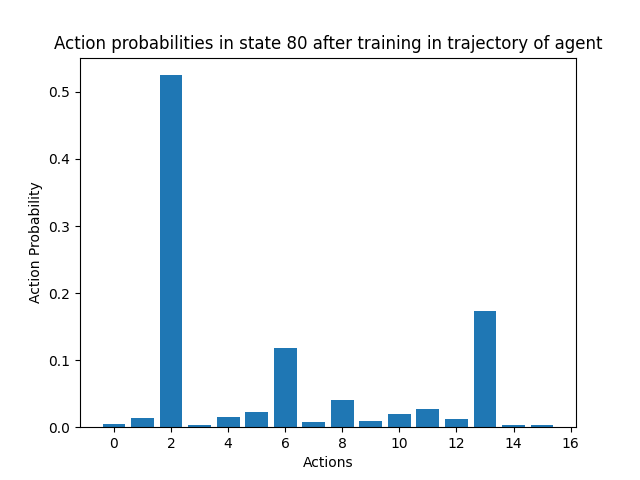 Action probabilities in state 80 after training in trajectory of agent
0.5
0.4
0.3
0.2
0.1
0.0
Action Probability
0 2 4 6 8 10 12 14 16
Actions